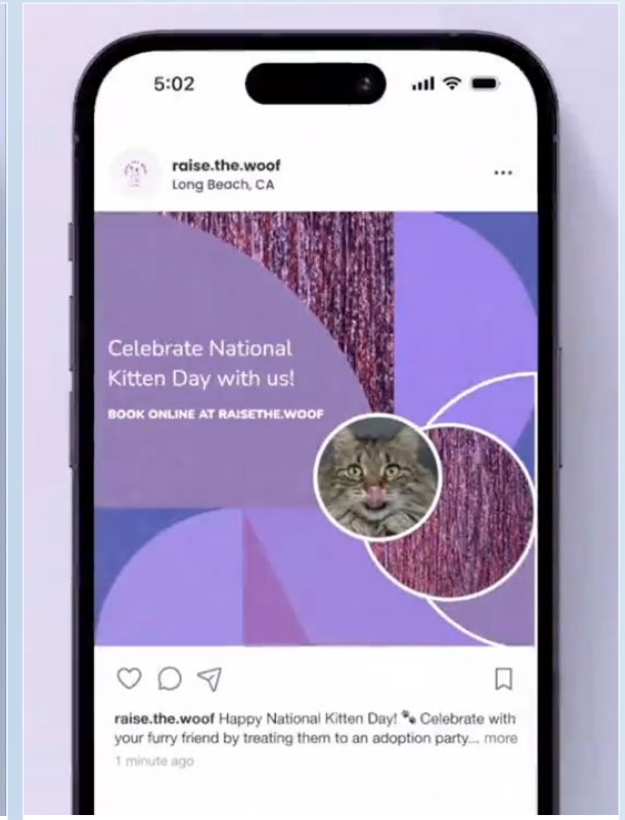 5:02
raise.the.woof
Long Beach, CA
Celebrate National
Kitten Day with us!
BOOK ONLINE AT RAISETHE.WOOF
raise.the.woof Happy National Kitten Day! 🐾 Celebrate with
your furry friend by treating them to an adoption party... more
1 minute ago